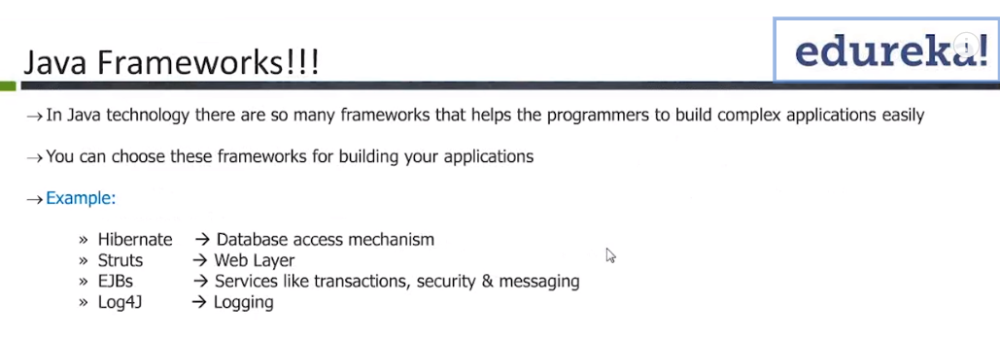 Java Frameworks!!!
edureka!
→ In Java technology there are so many frameworks that helps the programmers to build complex applications easily
→ You can choose these frameworks for building your applications
→ Example:
» Hibernate → Database access mechanism
» Struts → Web Layer
» EJBs → Services like transactions, security & messaging
» Log4J → Logging